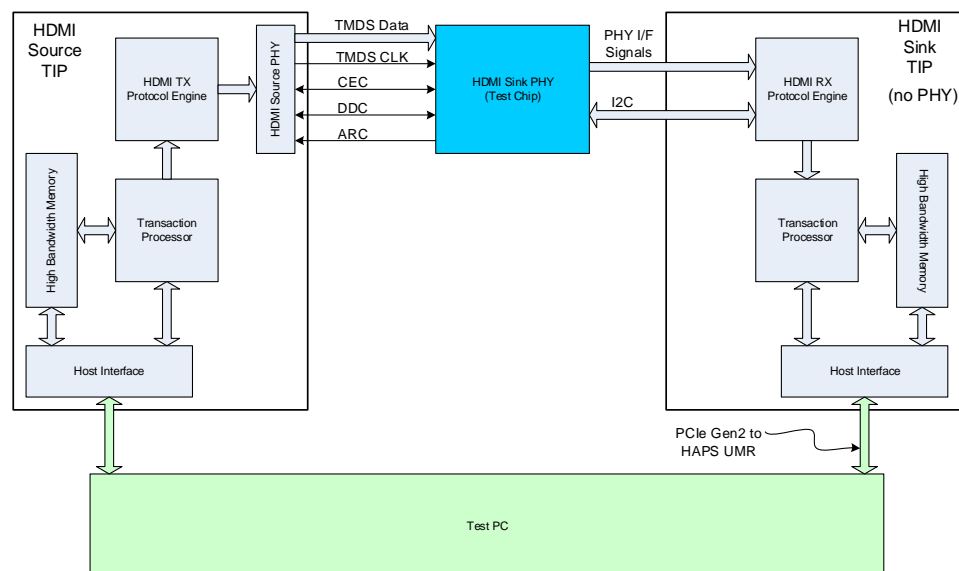 HDMI
Source
TIP
HDMI TX
Protocol Engine
HDMI Source PHY
High Bandwidth Memory
Transaction
Processor
Host Interface
TMDS Data
TMDS CLK
CEC
DDC
ARC
HDMI Sink PHY
(Test Chip)
PHY I/F
Signals
I2C
HDMI
Sink
TIP
(no PHY)
HDMI RX
Protocol Engine
Transaction
Processor
High Bandwidth Memory
Host Interface
PCIe Gen2 to
HAPS UMR
Test PC